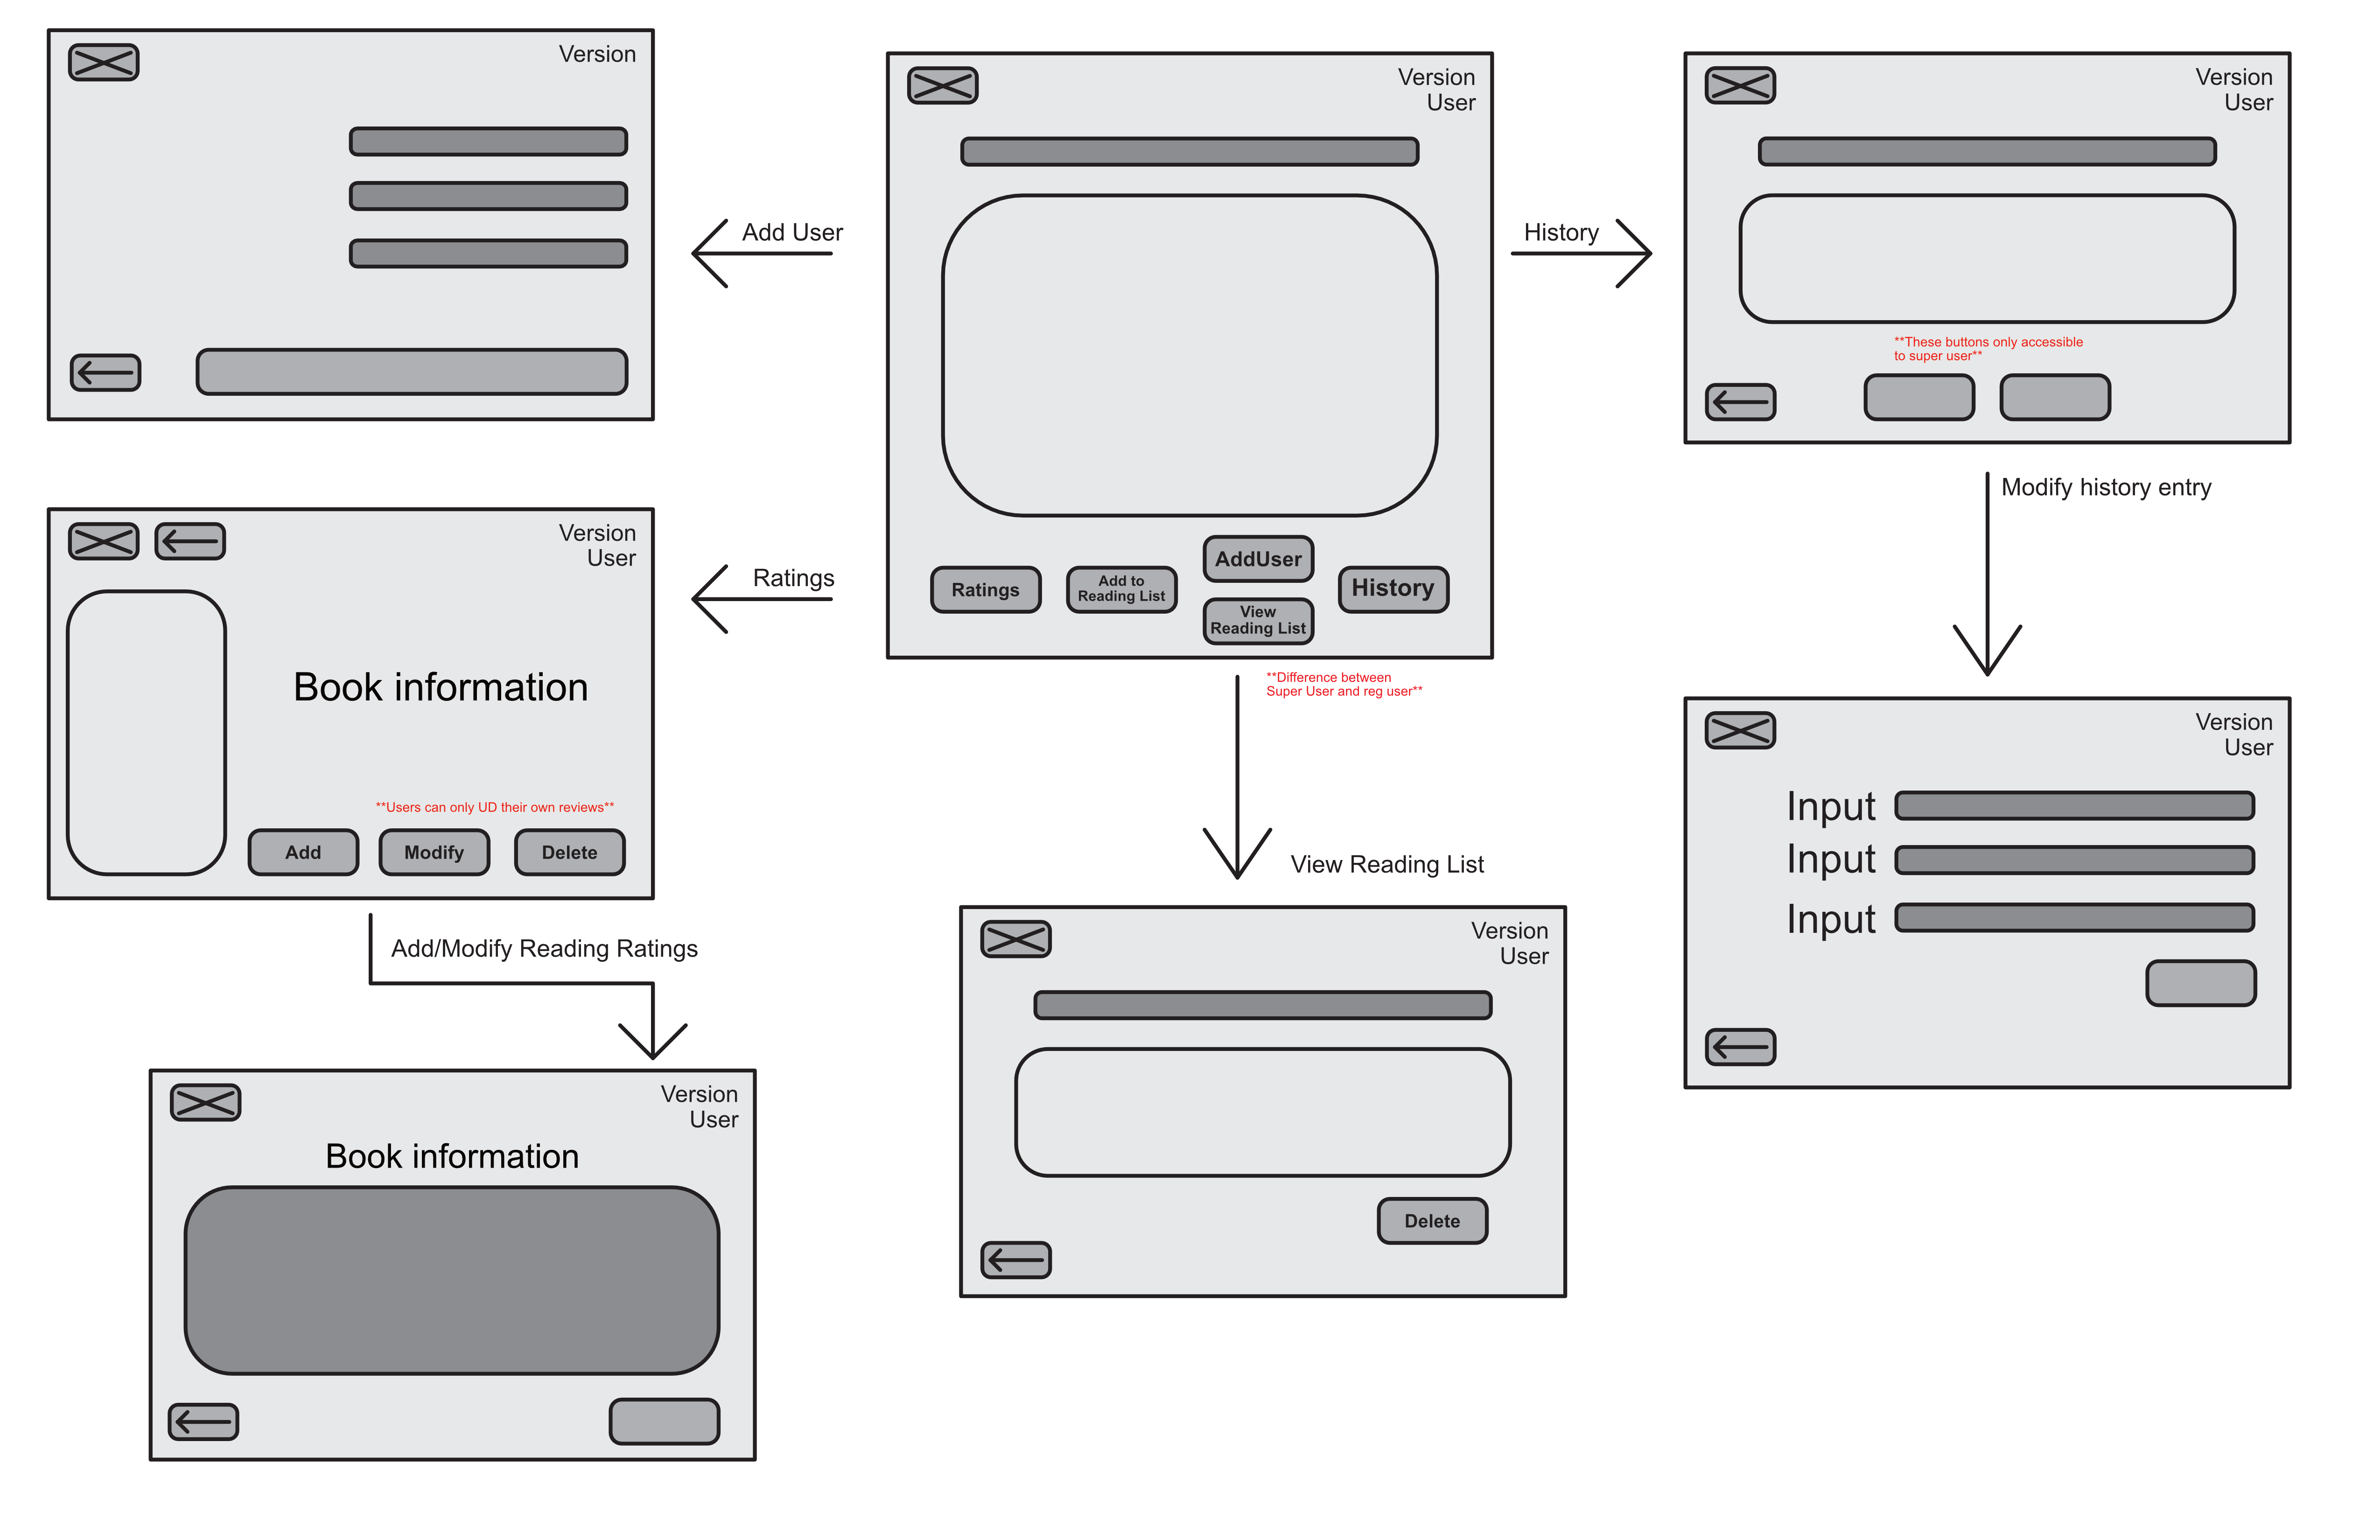 Version
Add User
Version
User
History
Version
User
**These buttons only accessible
to super user**
AddUser
Ratings
Add to
Reading List
View
Reading List
History
**Difference between
Super User and reg user**
Ratings
Version
User
Book information
**Users can only UD their own reviews**
Add
Modify
Delete
Modify history entry
Version
User
Input
Input
Input
View Reading List
Version
User
Delete
Add/Modify Reading Ratings
Version
User
Book information